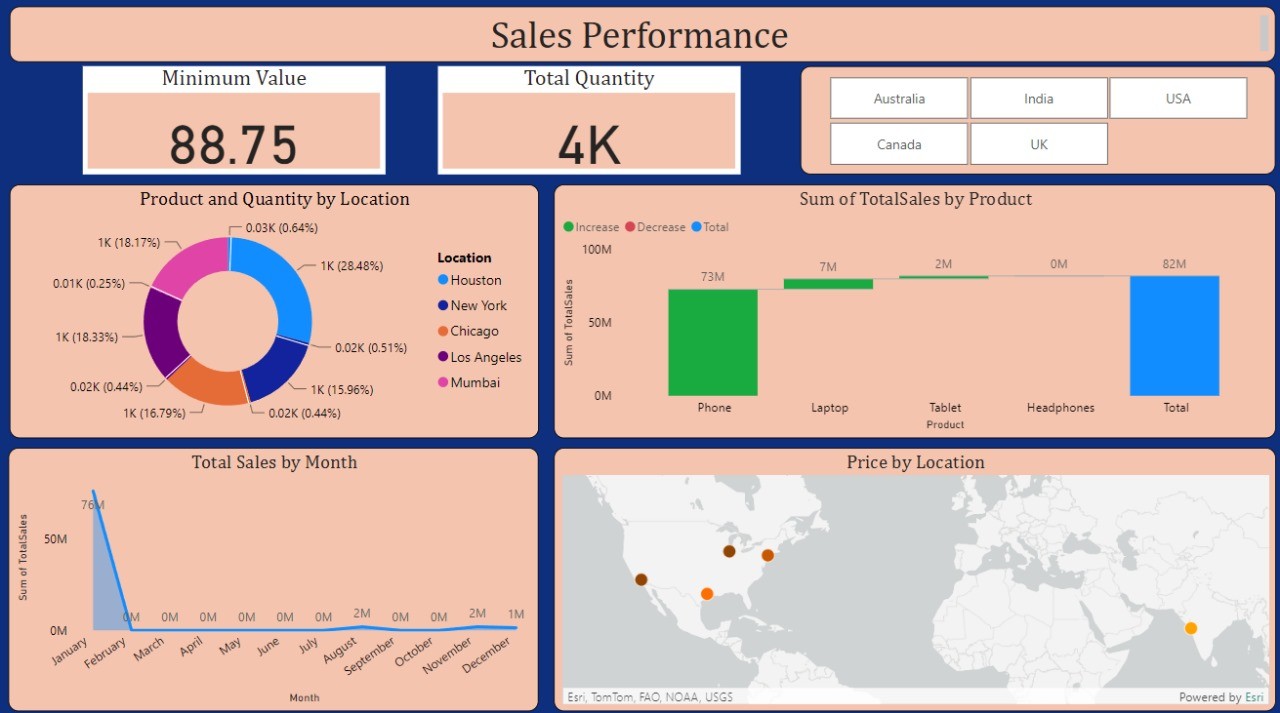 Sales Performance
Minimum Value
88.75
Total Quantity
4K
Australia
India
USA
Canada
UK
Product and Quantity by Location
0.03K (0.64%)
1K (18.17%)
1K (28.48%)
0.01K (0.25%)
1K (18.33%)
0.02K (0.51%)
0.02K (0.44%)
1K (15.96%)
1K (16.79%)
0.02K (0.44%)
Location
Houston
New York
Chicago
Los Angeles
Mumbai
Sum of TotalSales by Product
Increase
Decrease
Total
Sum of TotalSales
100M
50M
0M
73M
7M
2M
0M
82M
Phone
Laptop
Tablet
Headphones
Total
Product
Total Sales by Month
Sum of TotalSales
50M
0M
76M
0M
0M
0M
0M
0M
0M
2M
0M
0M
2M
1M
January
February
March
April
May
June
July
August
September
October
November
December
Month
Price by Location
Esri, TomTom, FAO, NOAA, USGS
Powered by Esri